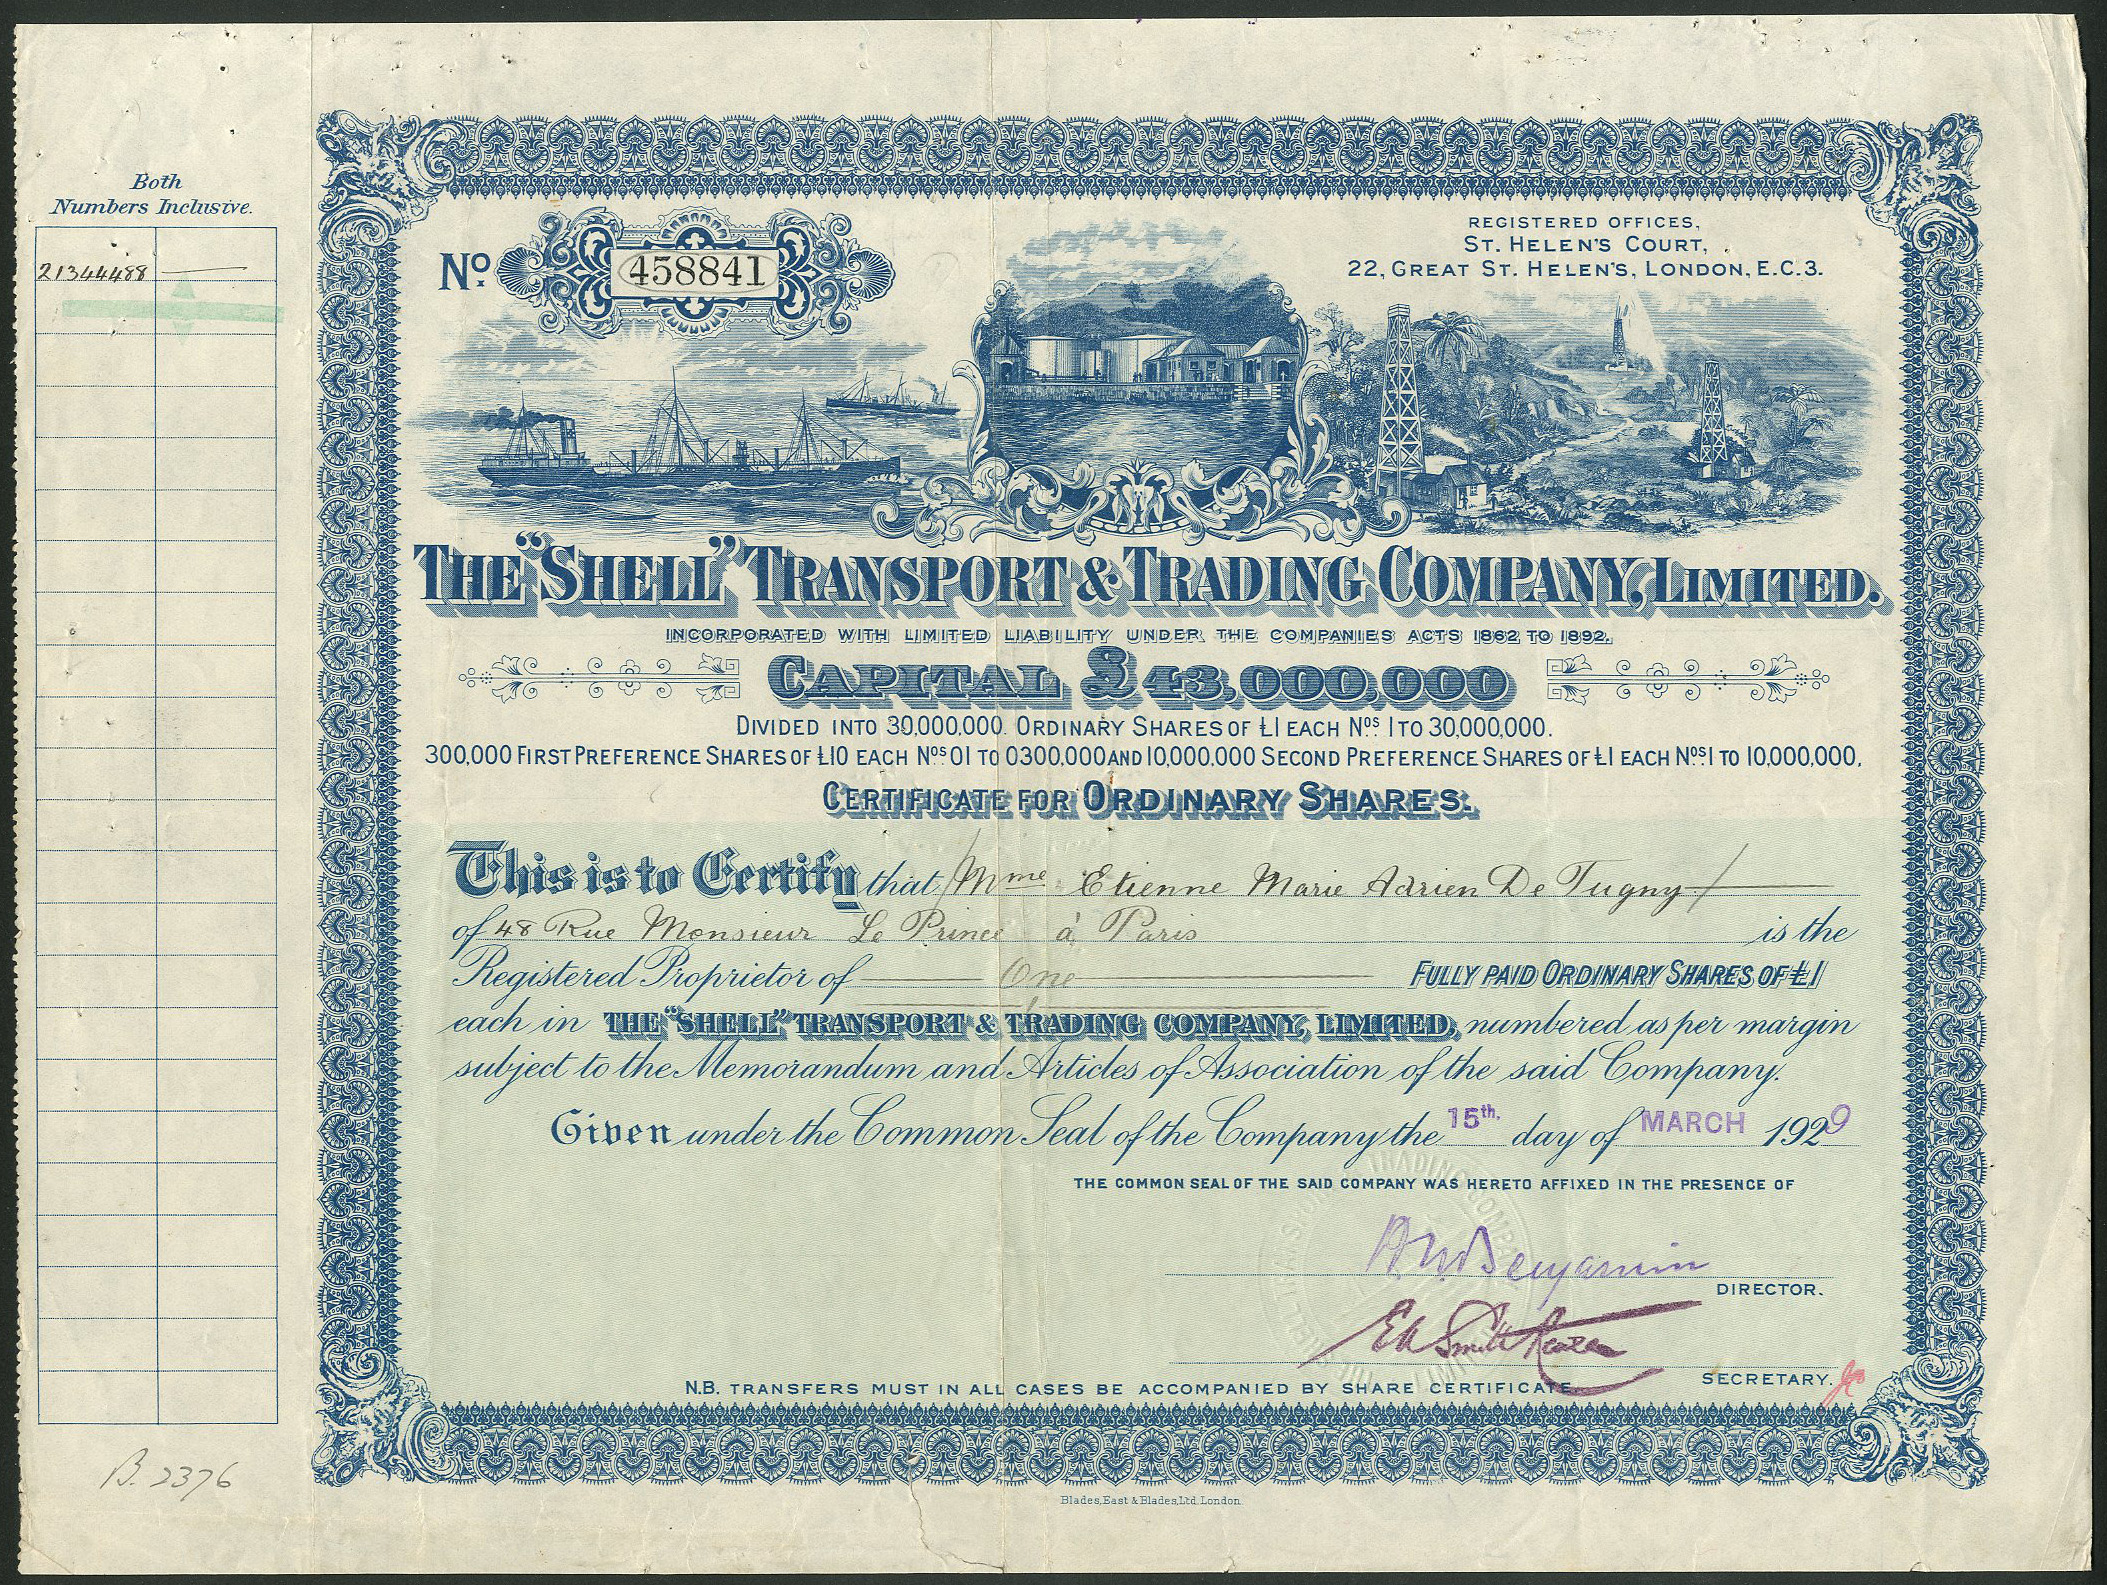 Both
Numbers Inclusive.
21344488
No. 458841
REGISTERED OFFICES,
ST. HELEN'S COURT,
22, GREAT ST. HELEN'S, LONDON, E.C.3.
THE "SHELL" TRANSPORT & TRADING COMPANY, LIMITED.
INCORPORATED WITH LIMITED LIABILITY UNDER THE COMPANIES ACTS 1862 TO 1892.
CAPITAL £43,000,000
DIVIDED INTO 30,000,000 ORDINARY SHARES OF £1 EACH Nos. 1 TO 30,000,000.
300,000 FIRST PREFERENCE SHARES OF £10 EACH Nos 01 TO 0300,000 AND 10,000,000 SECOND PREFERENCE SHARES OF £1 EACH Nos 1 TO 10,000,000.
CERTIFICATE FOR ORDINARY SHARES.
This is to Certify that Mme Etienne Marie Adrien De Tugny
of 48 Rue Monsieur Le Prince à Paris is the
Registered Proprietor of One FULLY PAID ORDINARY SHARES OF £1
each in THE "SHELL" TRANSPORT & TRADING COMPANY, LIMITED, numbered as per margin
subject to the Memorandum and Articles of Association of the said Company.
Given under the Common Seal of the Company the 15th. day of MARCH 1929
THE COMMON SEAL OF THE SAID COMPANY WAS HERETO AFFIXED IN THE PRESENCE OF
Benjamin
DIRECTOR.
Smith
SECRETARY.
N.B. TRANSFERS MUST IN ALL CASES BE ACCOMPANIED BY SHARE CERTIFICATE.
B. 2376
Blades, East & Blades, Ltd. London.